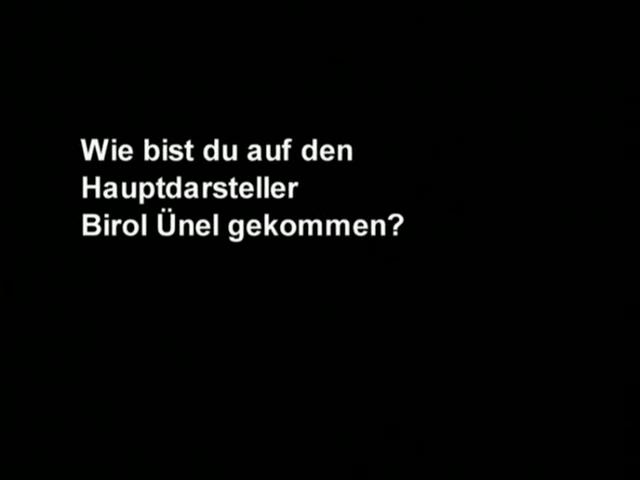 Wie bist du auf den
Hauptdarsteller
Birol Ünel gekommen?